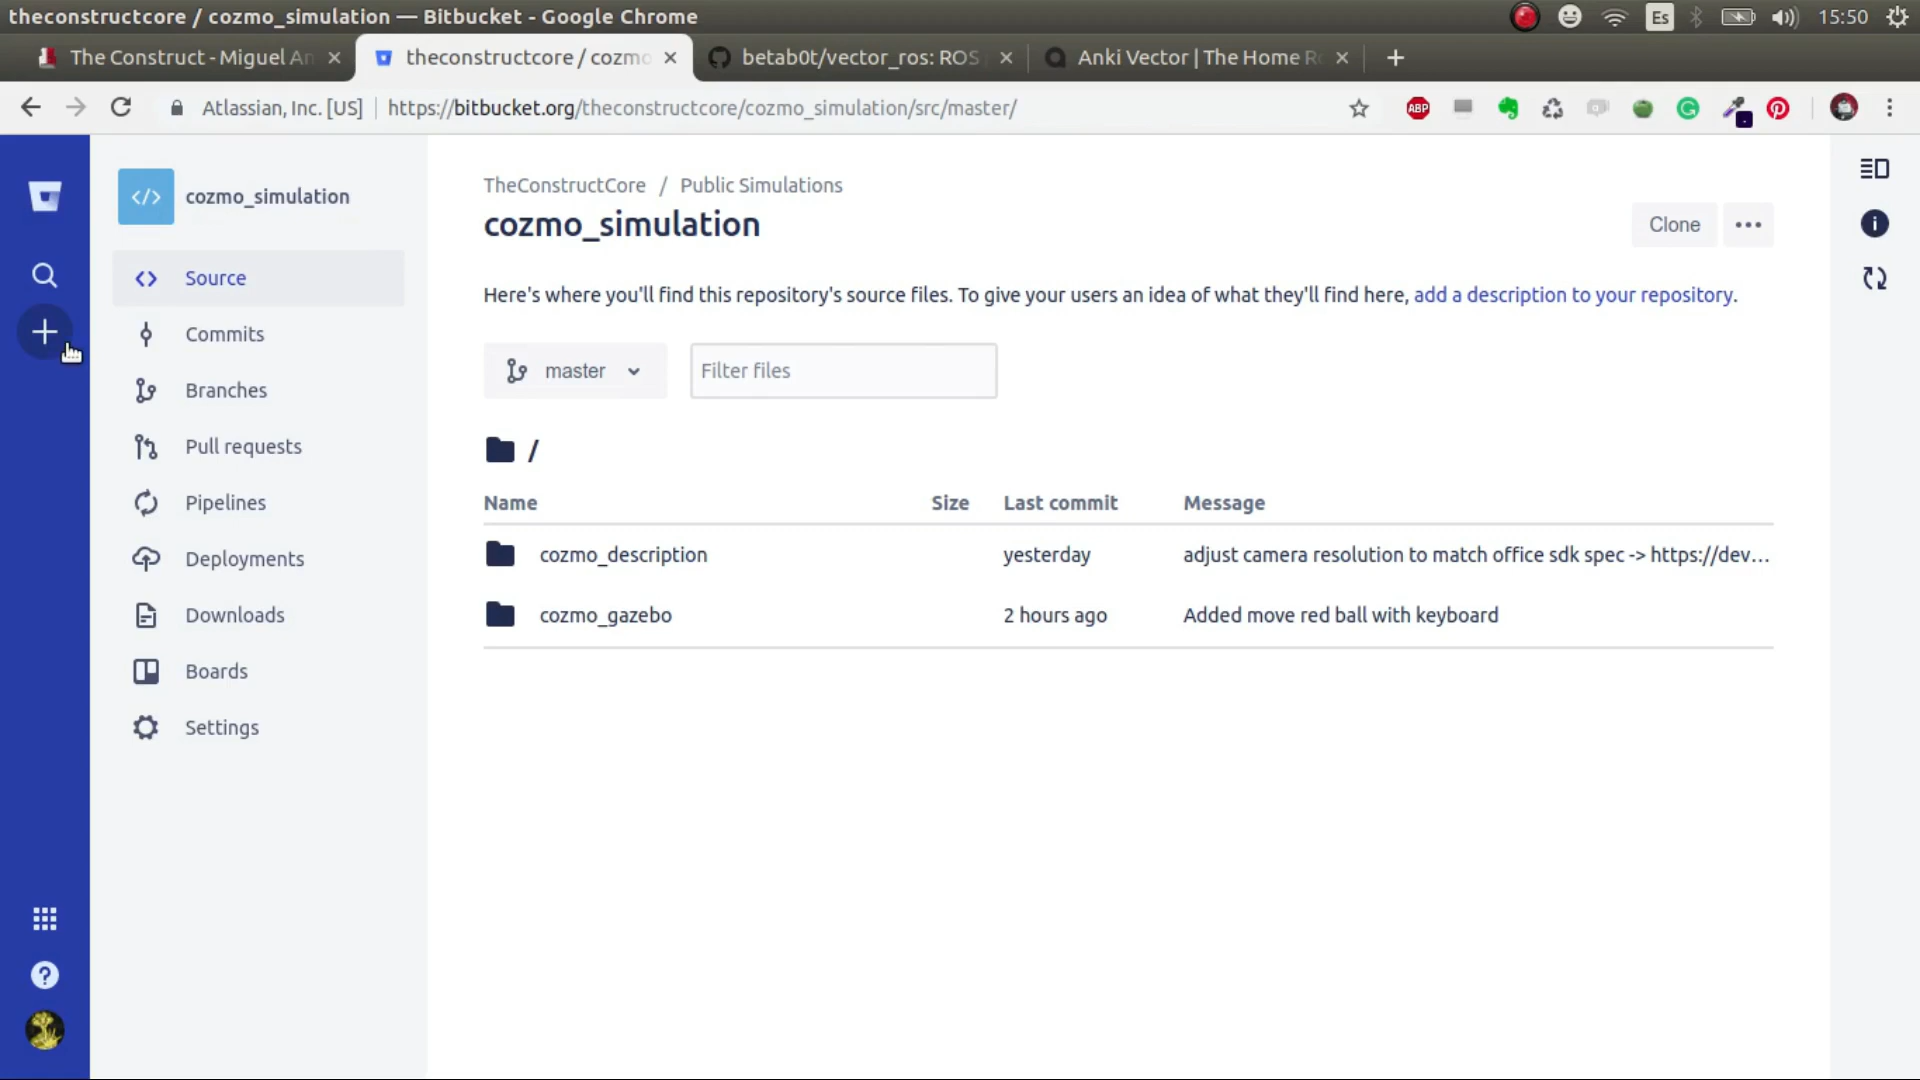 theconstructcore / cozmo_simulation — Bitbucket - Google Chrome
Es
15:50
The Construct - Miguel An
theconstructcore / cozmo
betab0t/vector_ros: ROS
Anki Vector | The Home Ro
Atlassian, Inc. [US]
https://bitbucket.org/theconstructcore/cozmo_simulation/src/master/
ABP
cozmo_simulation
Source
Commits
Branches
Pull requests
Pipelines
Deployments
Downloads
Boards
Settings
TheConstructCore / Public Simulations
cozmo_simulation
Clone
Here's where you'll find this repository's source files. To give your users an idea of what they'll find here, add a description to your repository.
master
Filter files
/
Name Size Last commit Message
cozmo_description yesterday adjust camera resolution to match office sdk spec -> https://dev...
cozmo_gazebo 2 hours ago Added move red ball with keyboard